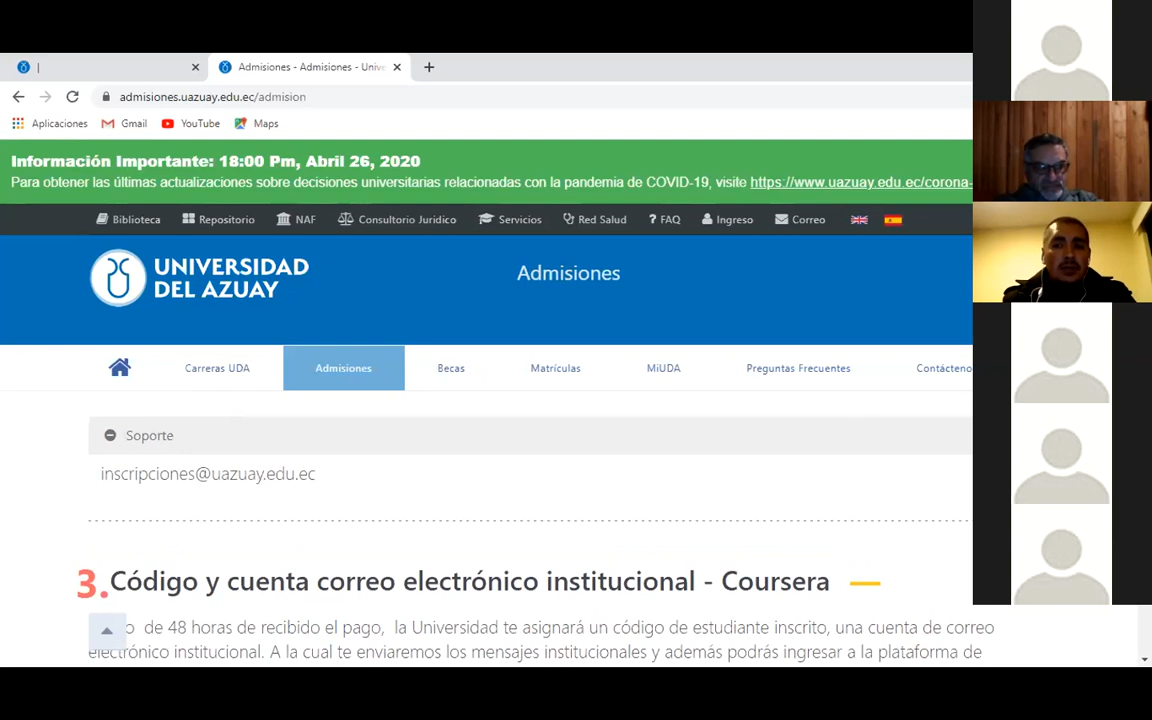 |
Admisiones - Admisiones - Unive
admisiones.uazuay.edu.ec/admision
Aplicaciones Gmail YouTube Maps
Información Importante: 18:00 Pm, Abril 26, 2020
Para obtener las últimas actualizaciones sobre decisiones universitarias relacionadas con la pandemia de COVID-19, visite https://www.uazuay.edu.ec/corona-
Biblioteca Repositorio NAF Consultorio Jurídico Servicios Red Salud ? FAQ Ingreso Correo
UNIVERSIDAD
DEL AZUAY
Admisiones
Carreras UDA Admisiones Becas Matrículas MiUDA Preguntas Frecuentes Contácteno
Soporte
inscripciones@uazuay.edu.ec
3. Código y cuenta correo electrónico institucional - Coursera
o de 48 horas de recibido el pago, la Universidad te asignará un código de estudiante inscrito, una cuenta de correo
electrónico institucional. A la cual te enviaremos los mensajes institucionales y además podrás ingresar a la plataforma de